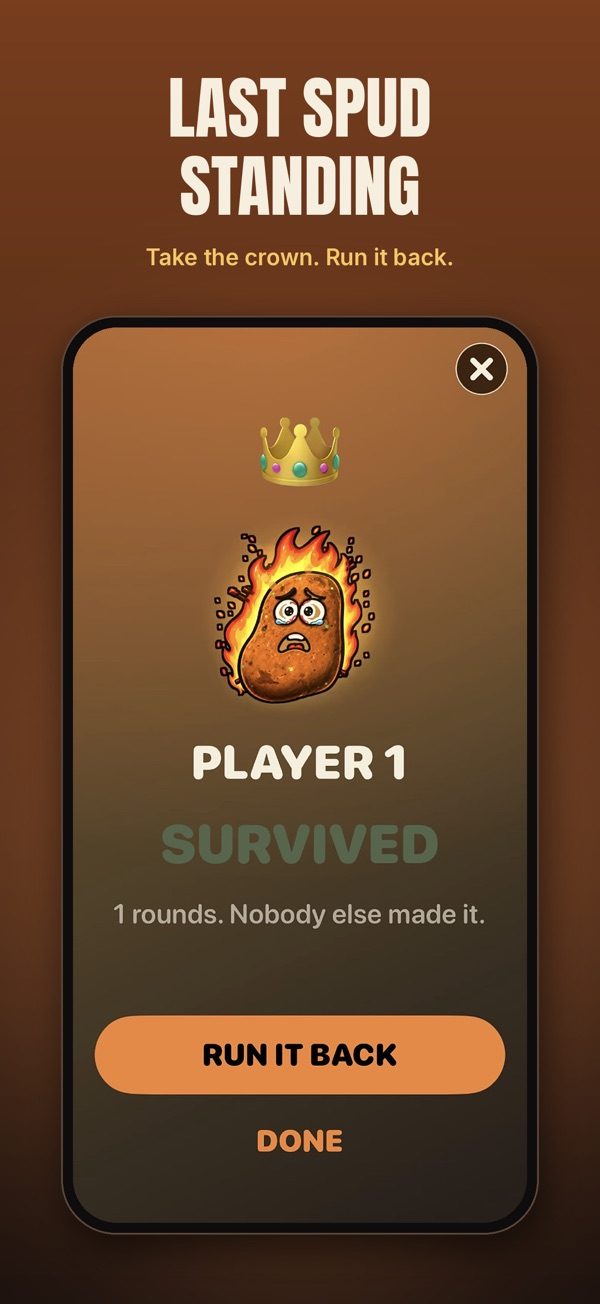 LAST SPUD
STANDING
Take the crown. Run it back.
PLAYER 1
SURVIVED
1 rounds. Nobody else made it.
RUN IT BACK
DONE